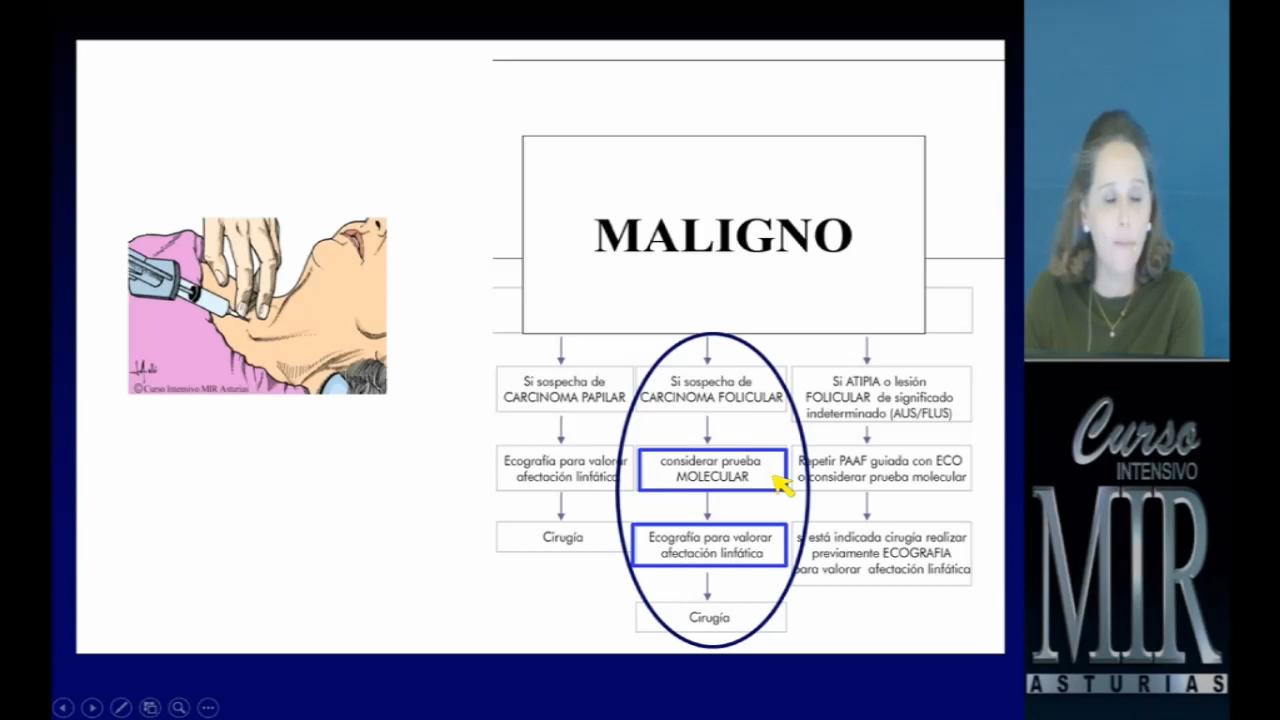 MALIGNO
Si sospecha de
CARCINOMA PAPILAR
Ecografía para valorar
afectación linfática
Cirugía
Si sospecha de
CARCINOMA FOLICULAR
considerar prueba
MOLECULAR
Ecografía para valorar
afectación linfática
Cirugía
Si ATIPIA o lesión
FOLICULAR de significado
indeterminado (AUS/FLUS)
Repetir PAAF guiada con ECO
o considerar prueba molecular
si está indicada cirugía realizar
previamente ECOGRAFIA
para valorar afectación linfática
©Curso Intensivo MIR Asturias
Curso
INTENSIVO
MIR
ASTURIAS